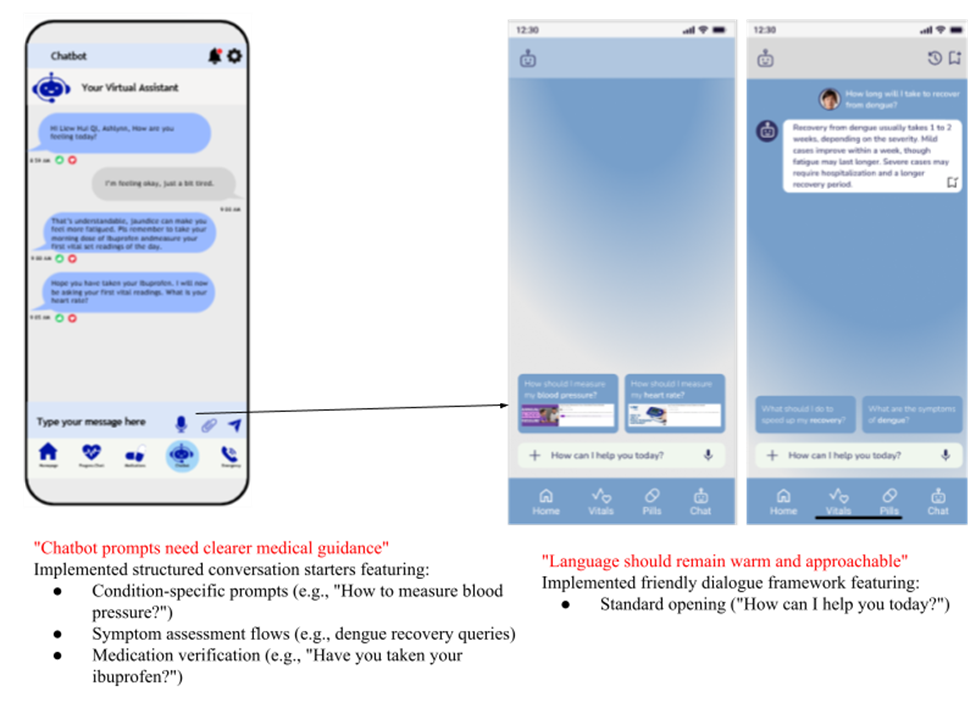 Chatbot
Your Virtual Assistant
Hi Liew Hui Qi, Ashlynn, How are you
feeling today?
8:59 AM
I'm feeling okay, just a bit tired.
9:00 AM
That's understandable, jaundice can make you
feel more fatigued. Pls remember to take your
morning dose of Ibuprofen andmeasure your
first vital set readings of the day.
9:00 AM
Hope you have taken your Ibuprofen. I will now
be asking your first vital readings. What is your
heart rate?
9:05 AM
Type your message here
Homepage
Progress Chart
Medications
Chatbot
Emergency
12:30
How should I measure
my blood pressure?
How should I measure
my heart rate?
How can I help you today?
Home
Vitals
Pills
Chat
12:30
How long will I take to recover
from dengue?
Recovery from dengue usually takes 1 to 2
weeks, depending on the severity. Mild
cases improve within a week, though
fatigue may last longer. Severe cases may
require hospitalization and a longer
recovery period.
What should I do to
speed up my recovery?
What are the symptoms
of dengue?
How can I help you today?
Home
Vitals
Pills
Chat
"Chatbot prompts need clearer medical guidance"
Implemented structured conversation starters featuring:
● Condition-specific prompts (e.g., "How to measure blood
pressure?")
● Symptom assessment flows (e.g., dengue recovery queries)
● Medication verification (e.g., "Have you taken your
ibuprofen?")
"Language should remain warm and approachable"
Implemented friendly dialogue framework featuring:
● Standard opening ("How can I help you today?")